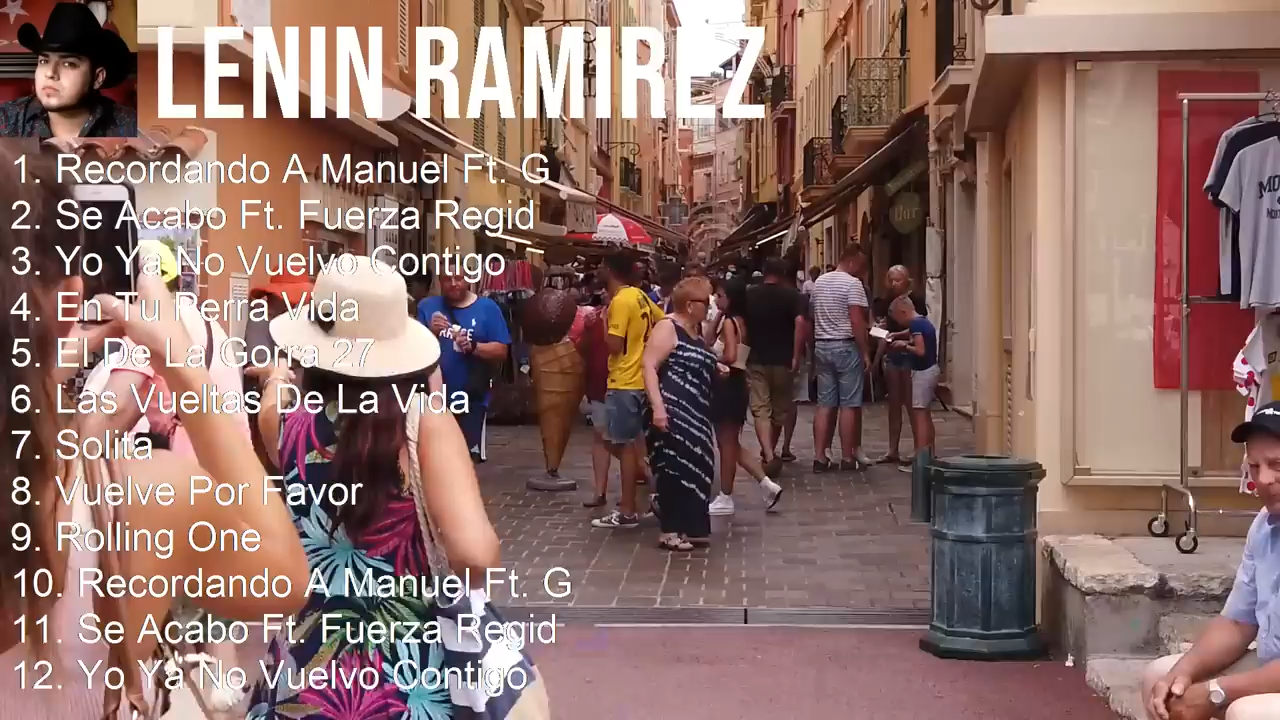 LENIN RAMIREZ
1. Recordando A Manuel Ft. G
2. Se Acabo Ft. Fuerza Regid
3. Yo Ya No Vuelvo Contigo
4. En Tu Perra Vida
5. El De La Gorra 27
6. Las Vueltas De La Vida
7. Solita
8. Vuelve Por Favor
9. Rolling One
10. Recordando A Manuel Ft. G
11. Se Acabo Ft. Fuerza Regid
12. Yo Ya No Vuelvo Contigo